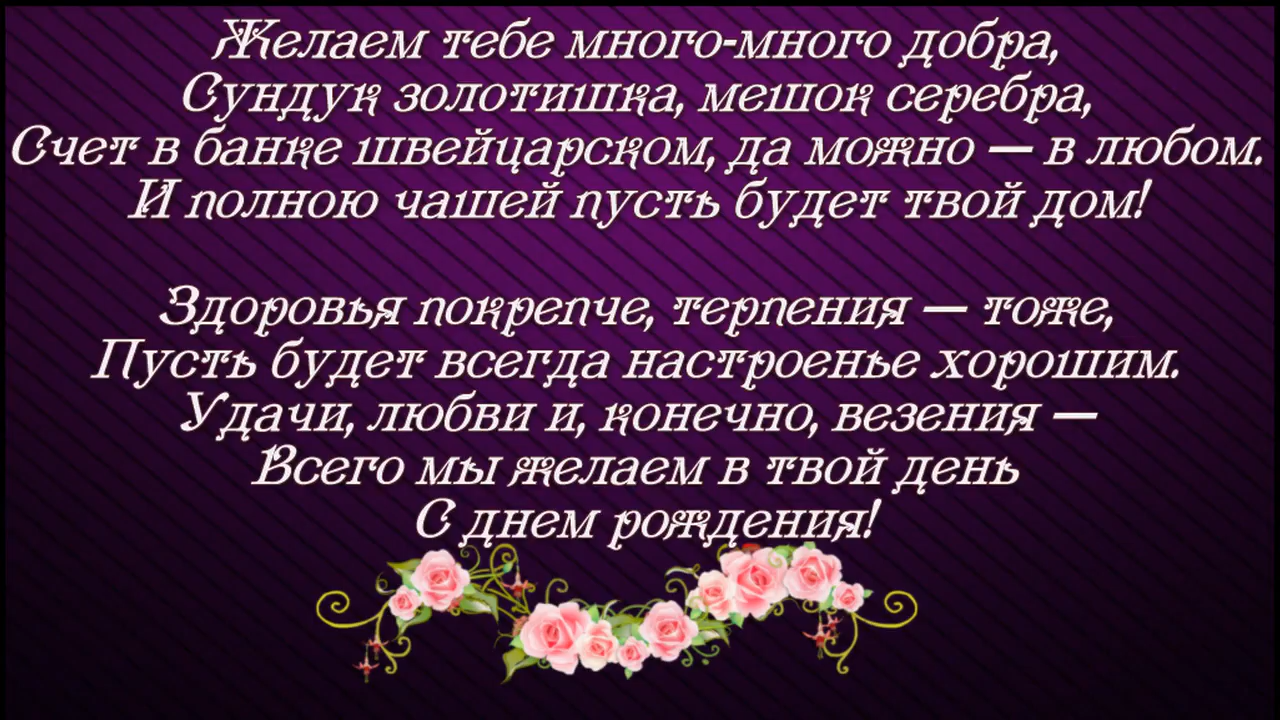 Желаем тебе много-много добра,
Сундук золотишка, мешок серебра,
Счет в банке швейцарском, да можно — в любом.
И полною чашей пусть будет твой дом!
Здоровья покрепче, терпения — тоже,
Пусть будет всегда настроенье хорошим.
Удачи, любви и, конечно, везения —
Всего мы желаем в твой день
С днем рождения!